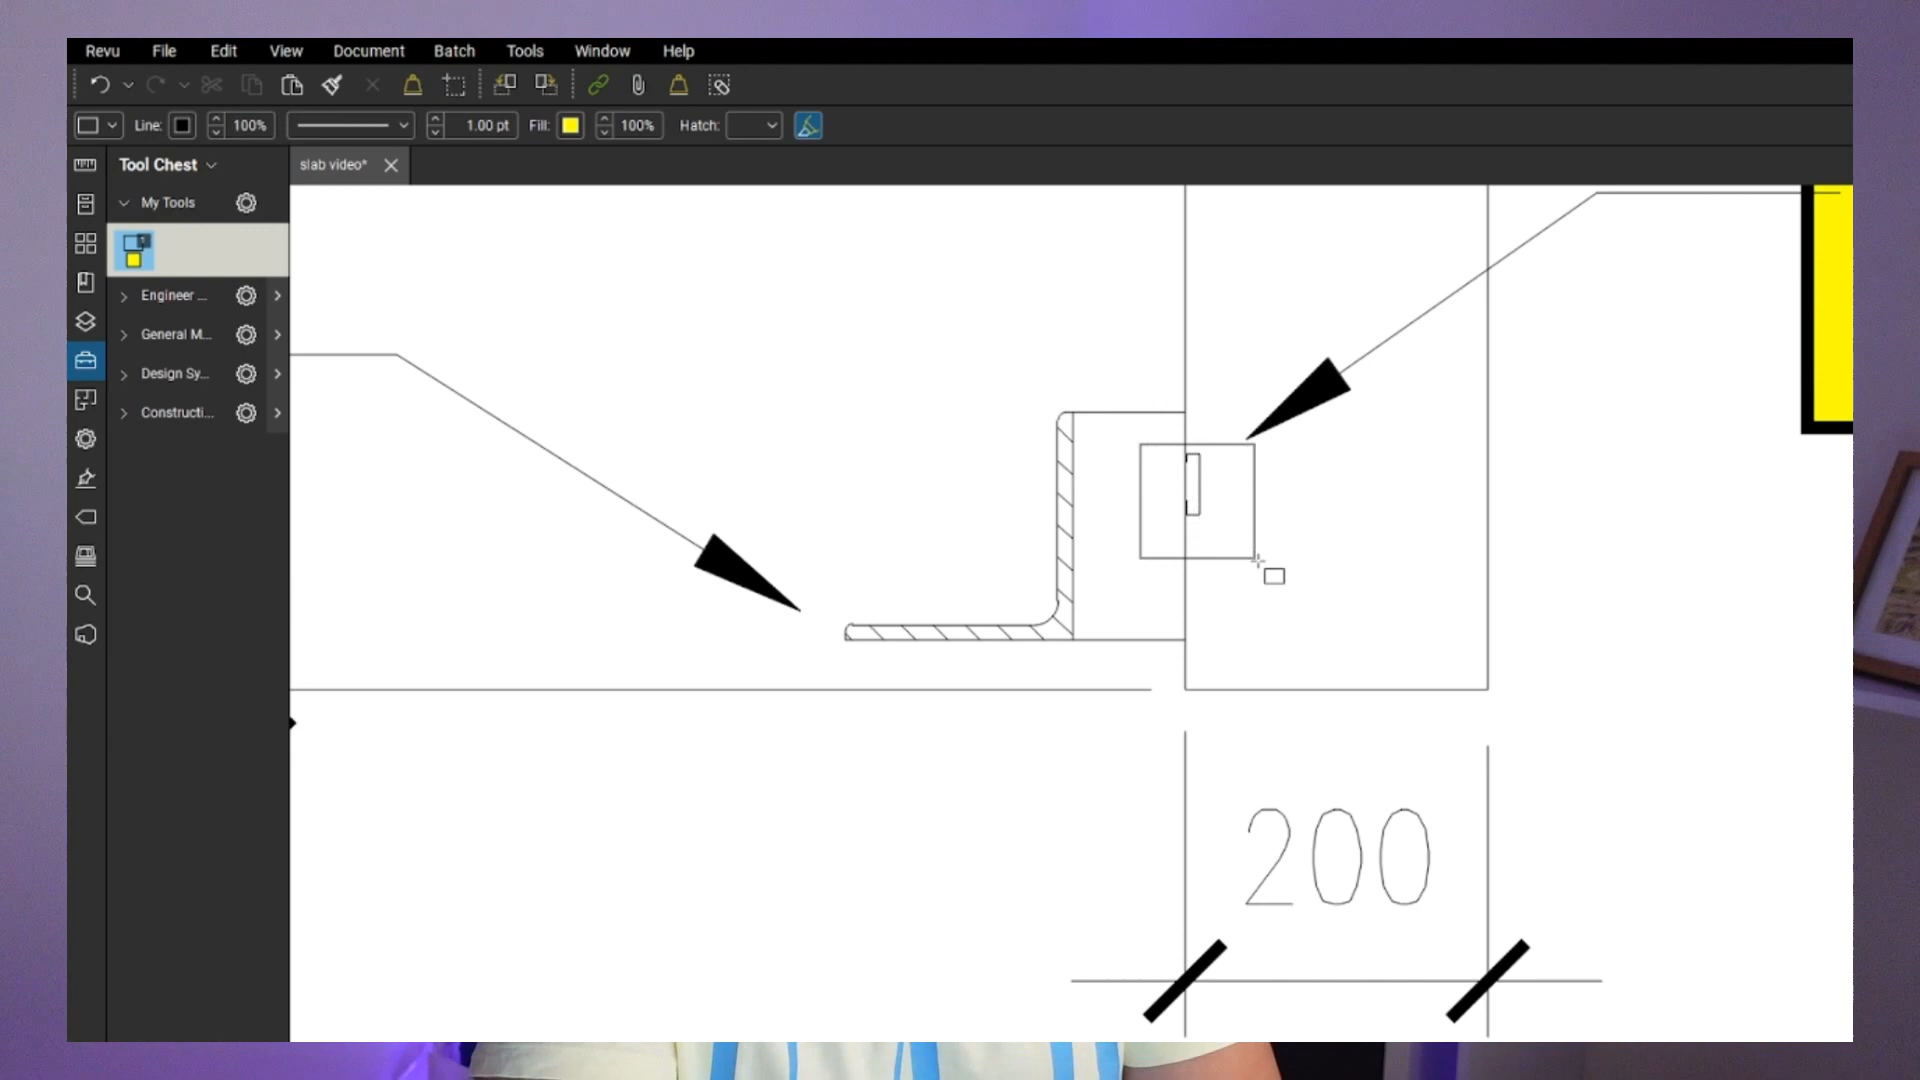 Revu File Edit View Document Batch Tools Window Help
Line: 100% 1.00 pt Fill: 100% Hatch:
Tool Chest
slab video*
My Tools
Engineer ...
General M...
Design Sy...
Constructi...
200